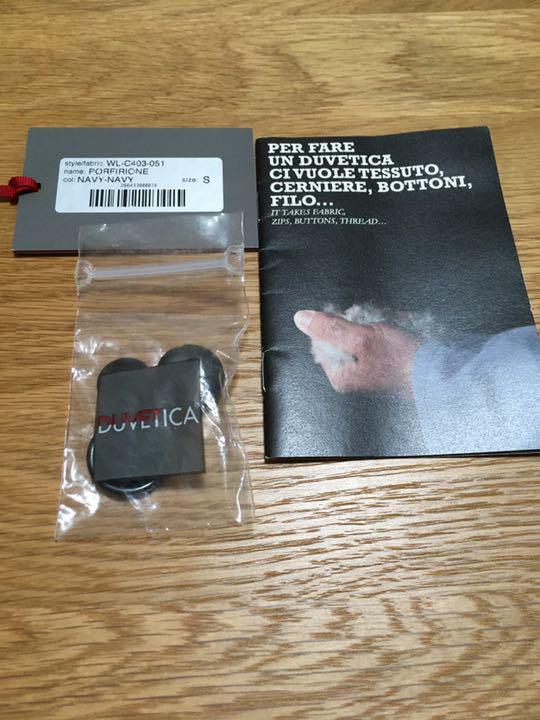 style/fabric: WL-C403-051
name: PORFIRIONE
col: NAVY-NAVY size: S
PER FARE
UN DUVETICA
CI VUOLE TESSUTO,
CERNIERE, BOTTONI,
FILO...
IT TAKES FABRIC,
ZIPS, BUTTONS, THREAD...
DUVETICA